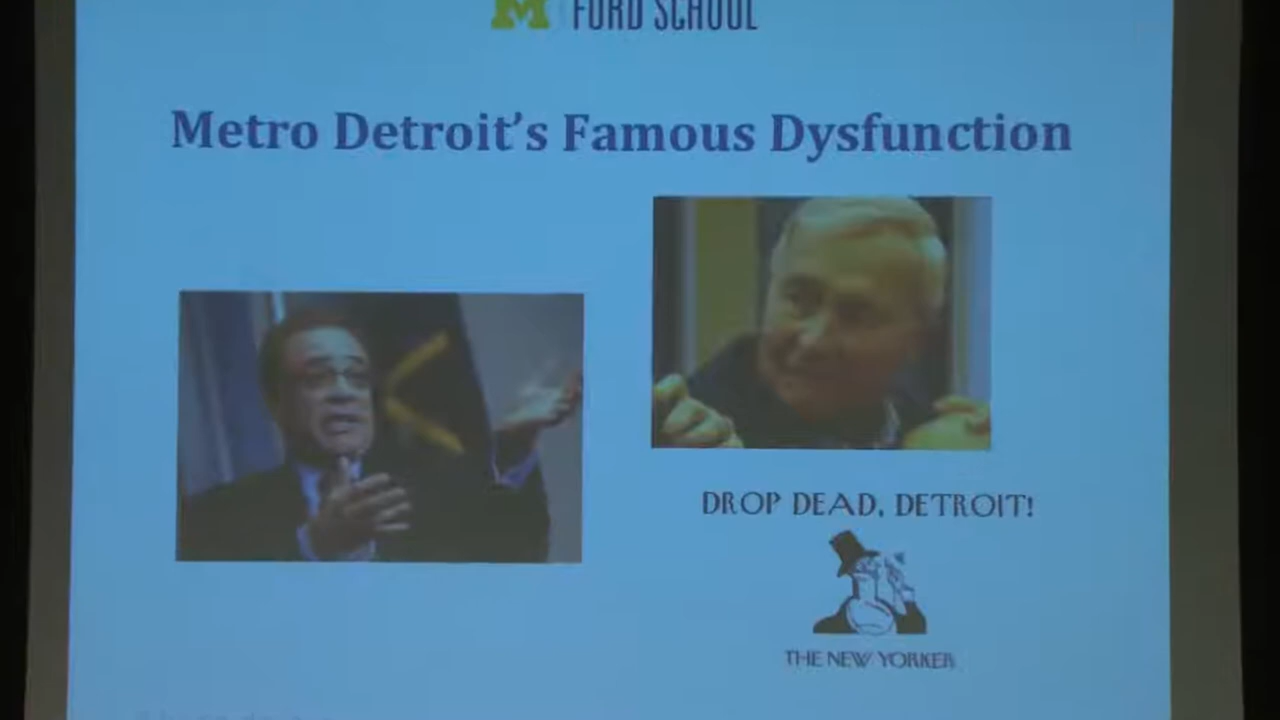 M FORD SCHOOL
Metro Detroit's Famous Dysfunction
DROP DEAD, DETROIT!
THE NEW YORKER